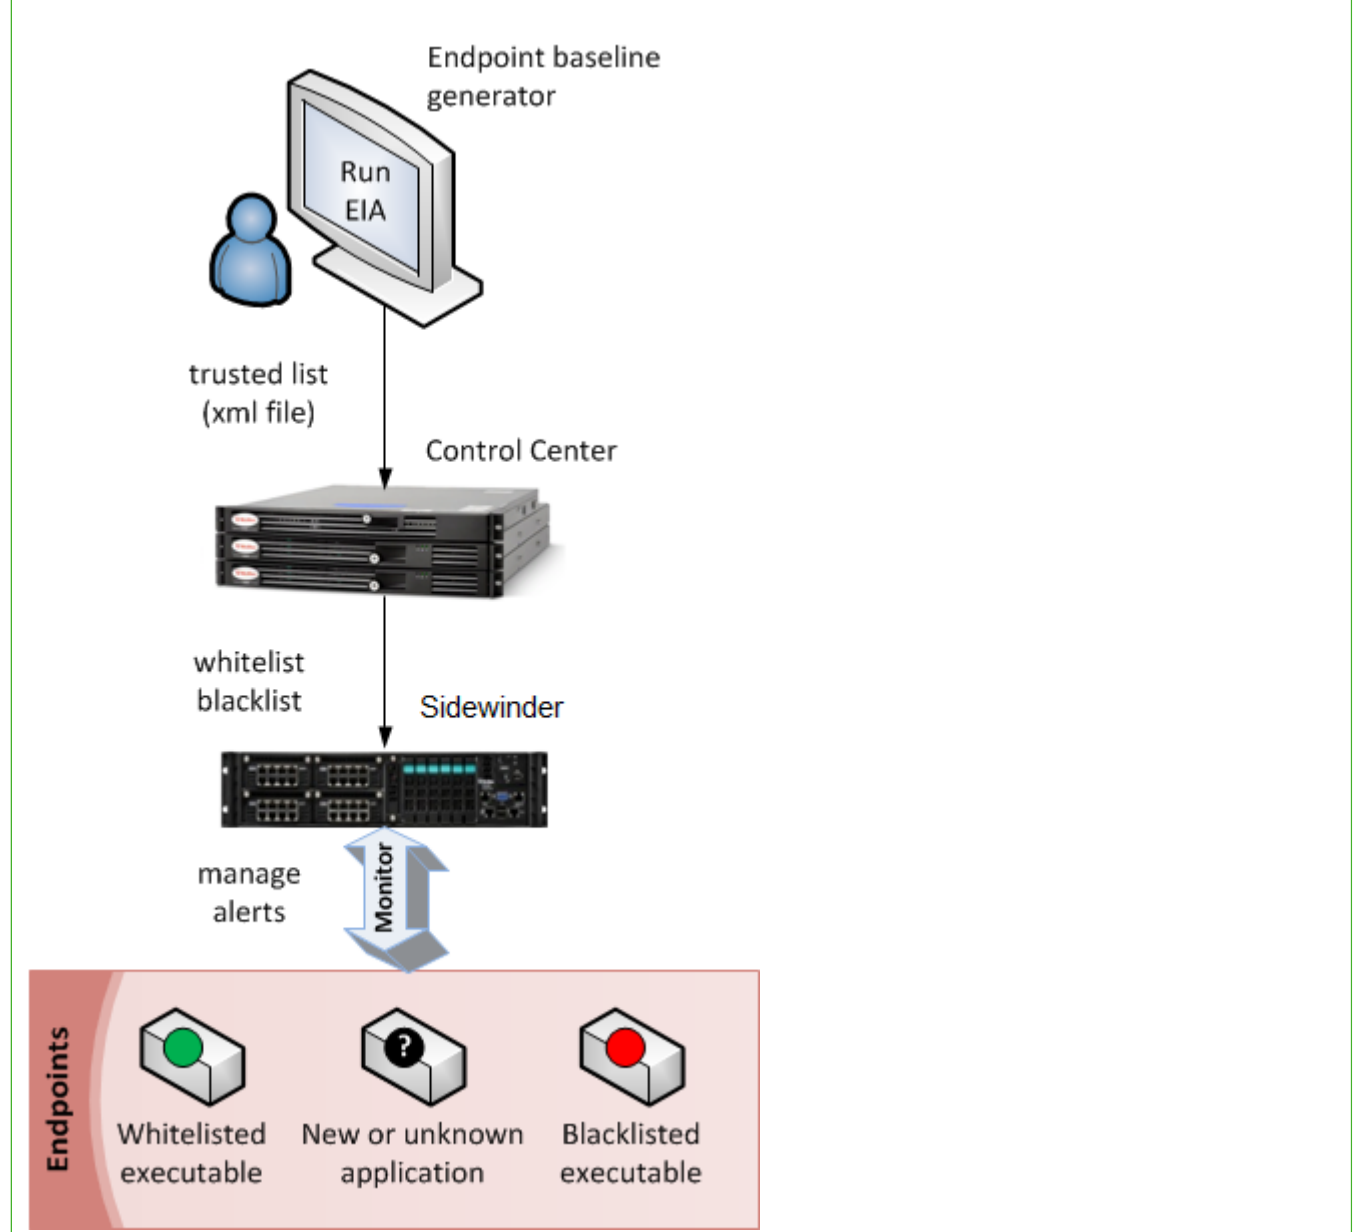 Endpoint baseline
generator
Run
EIA
trusted list
(xml file)
Control Center
whitelist
blacklist
Sidewinder
manage
alerts
Monitor
Endpoints
?
Whitelisted
executable
New or unknown
application
Blacklisted
executable